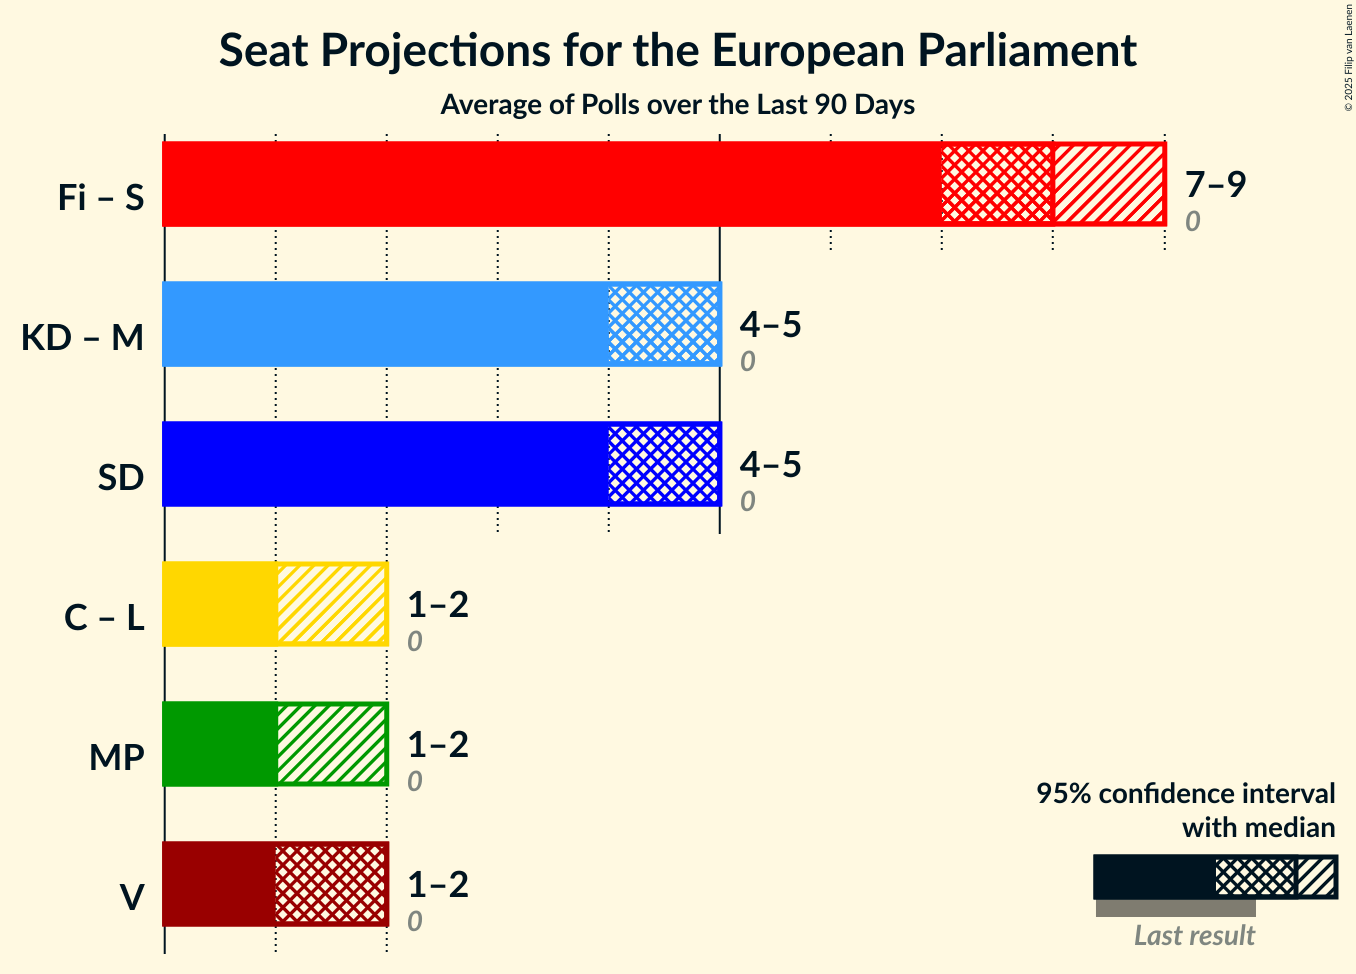 Seat Projections for the European Parliament
Average of Polls over the Last 90 Days
© 2025 Filip van Laenen
Fi – S
7–9
0
KD – M
4–5
0
SD
4–5
0
C – L
1–2
0
MP
1–2
0
V
1–2
0
95% confidence interval
with median
Last result